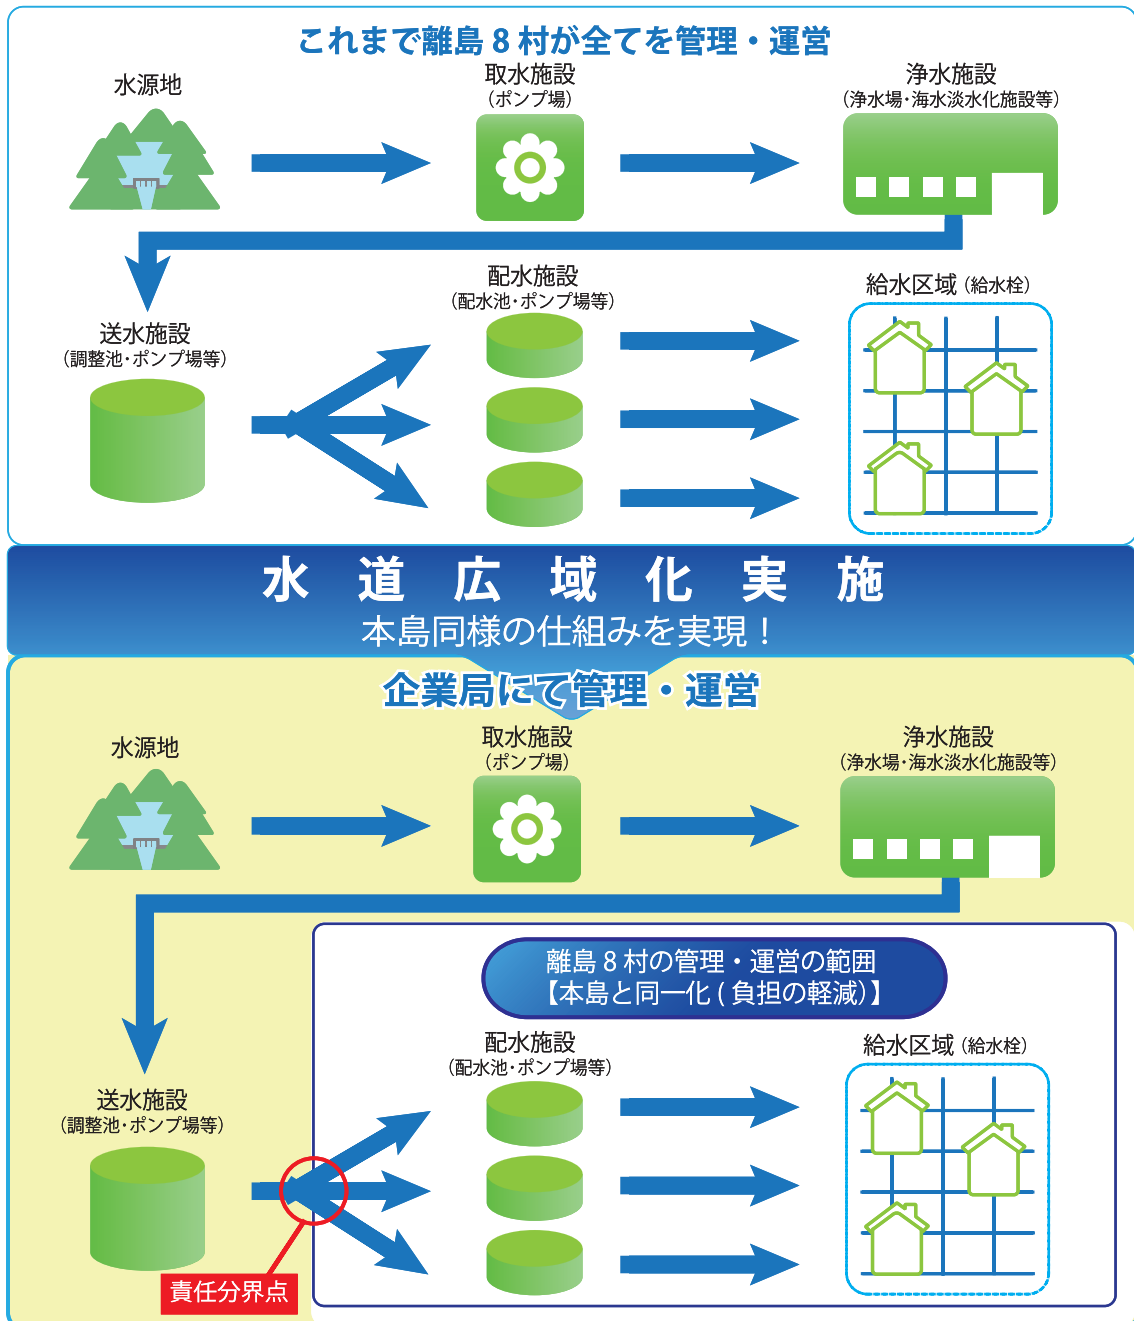 これまで離島8村が全てを管理・運営
水源地
取水施設
(ポンプ場)
浄水施設
(浄水場・海水淡水化施設等)
送水施設
(調整池・ポンプ場等)
配水施設
(配水池・ポンプ場等)
給水区域(給水栓)
水道広域化実施
本島同様の仕組みを実現！
企業局にて管理・運営
水源地
取水施設
(ポンプ場)
浄水施設
(浄水場・海水淡水化施設等)
離島8村の管理・運営の範囲
【本島と同一化(負担の軽減)】
送水施設
(調整池・ポンプ場等)
配水施設
(配水池・ポンプ場等)
給水区域(給水栓)
責任分界点